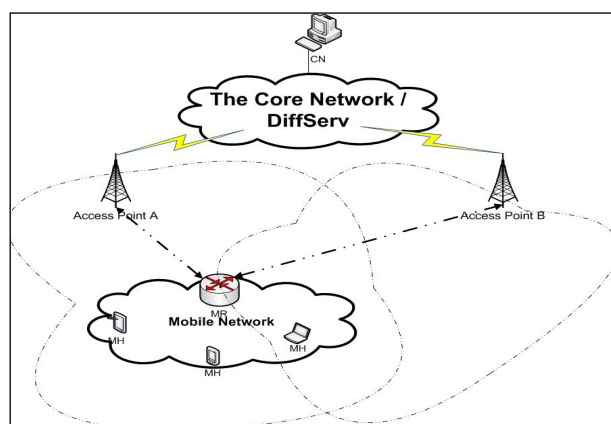 CN
The Core Network /
DiffServ
Access Point A
Access Point B
MR
Mobile Network
MH
MH
MH